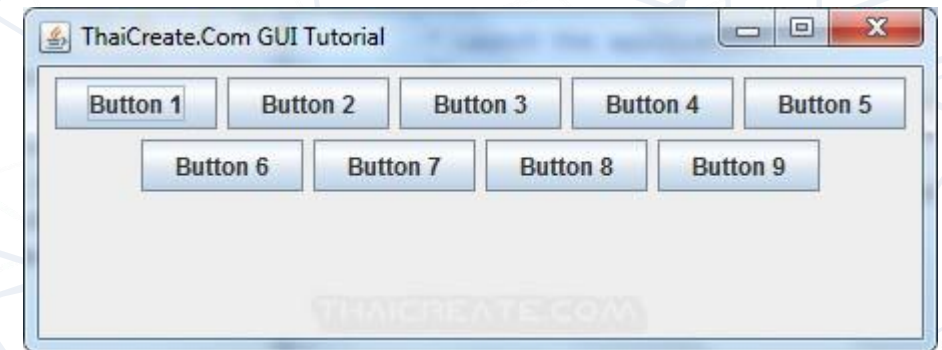 ThaiCreate.Com GUI Tutorial
Button 1 Button 2 Button 3 Button 4 Button 5
Button 6 Button 7 Button 8 Button 9
THAICREATE.COM